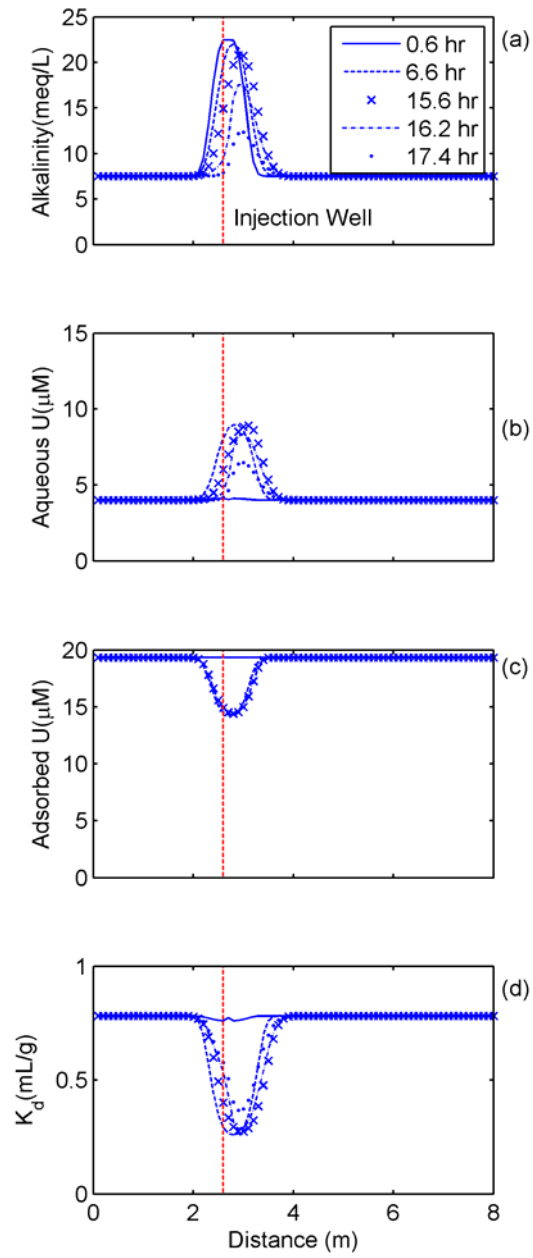 (a)
25
20
15
10
5
0
Alkalinity(meq/L)
0.6 hr
6.6 hr
15.6 hr
16.2 hr
17.4 hr
Injection Well
15
10
5
0
Aqueous U(μM)
(b)
20
15
10
5
0
Adsorbed U(μM)
(c)
1
0.5
0
K_d(mL/g)
(d)
0 2 4 6 8
Distance (m)